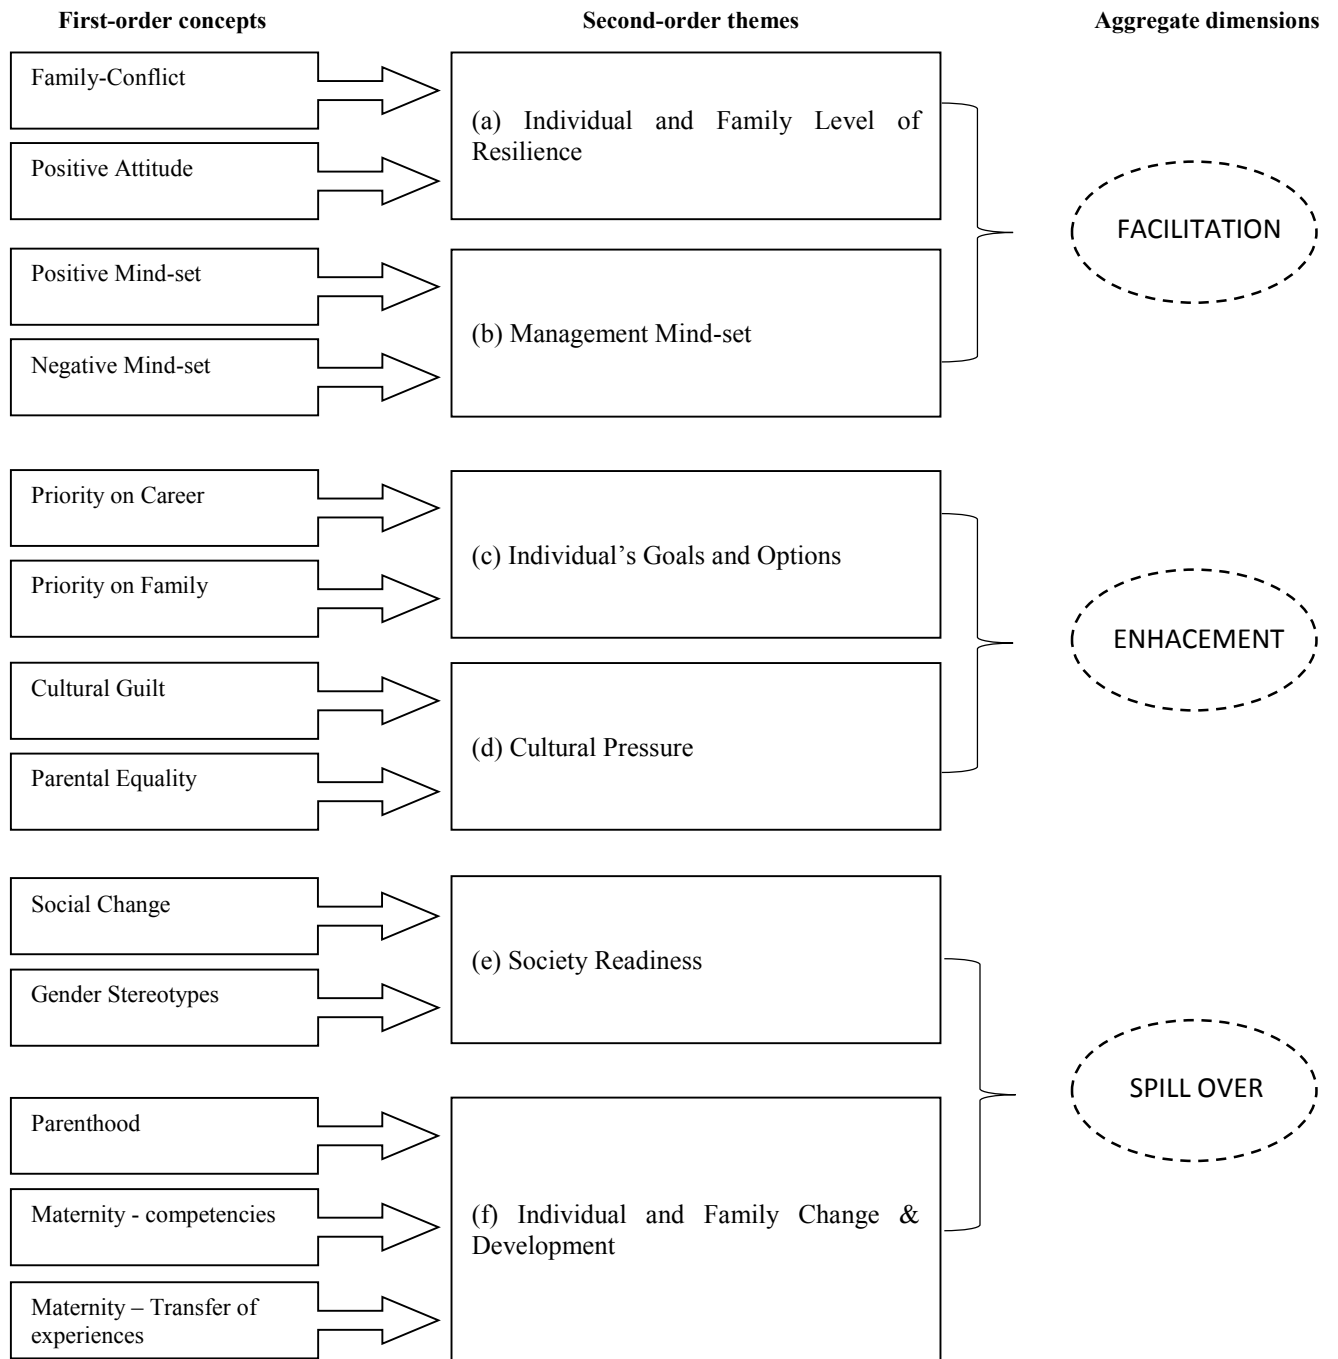 First-order concepts
Second-order themes
Aggregate dimensions
Family-Conflict
Positive Attitude
(a) Individual and Family Level of
Resilience
Positive Mind-set
Negative Mind-set
(b) Management Mind-set
FACILITATION
Priority on Career
Priority on Family
(c) Individual’s Goals and Options
Cultural Guilt
Parental Equality
(d) Cultural Pressure
ENHACEMENT
Social Change
Gender Stereotypes
(e) Society Readiness
Parenthood
Maternity - competencies
Maternity – Transfer of
experiences
(f) Individual and Family Change &
Development
SPILL OVER